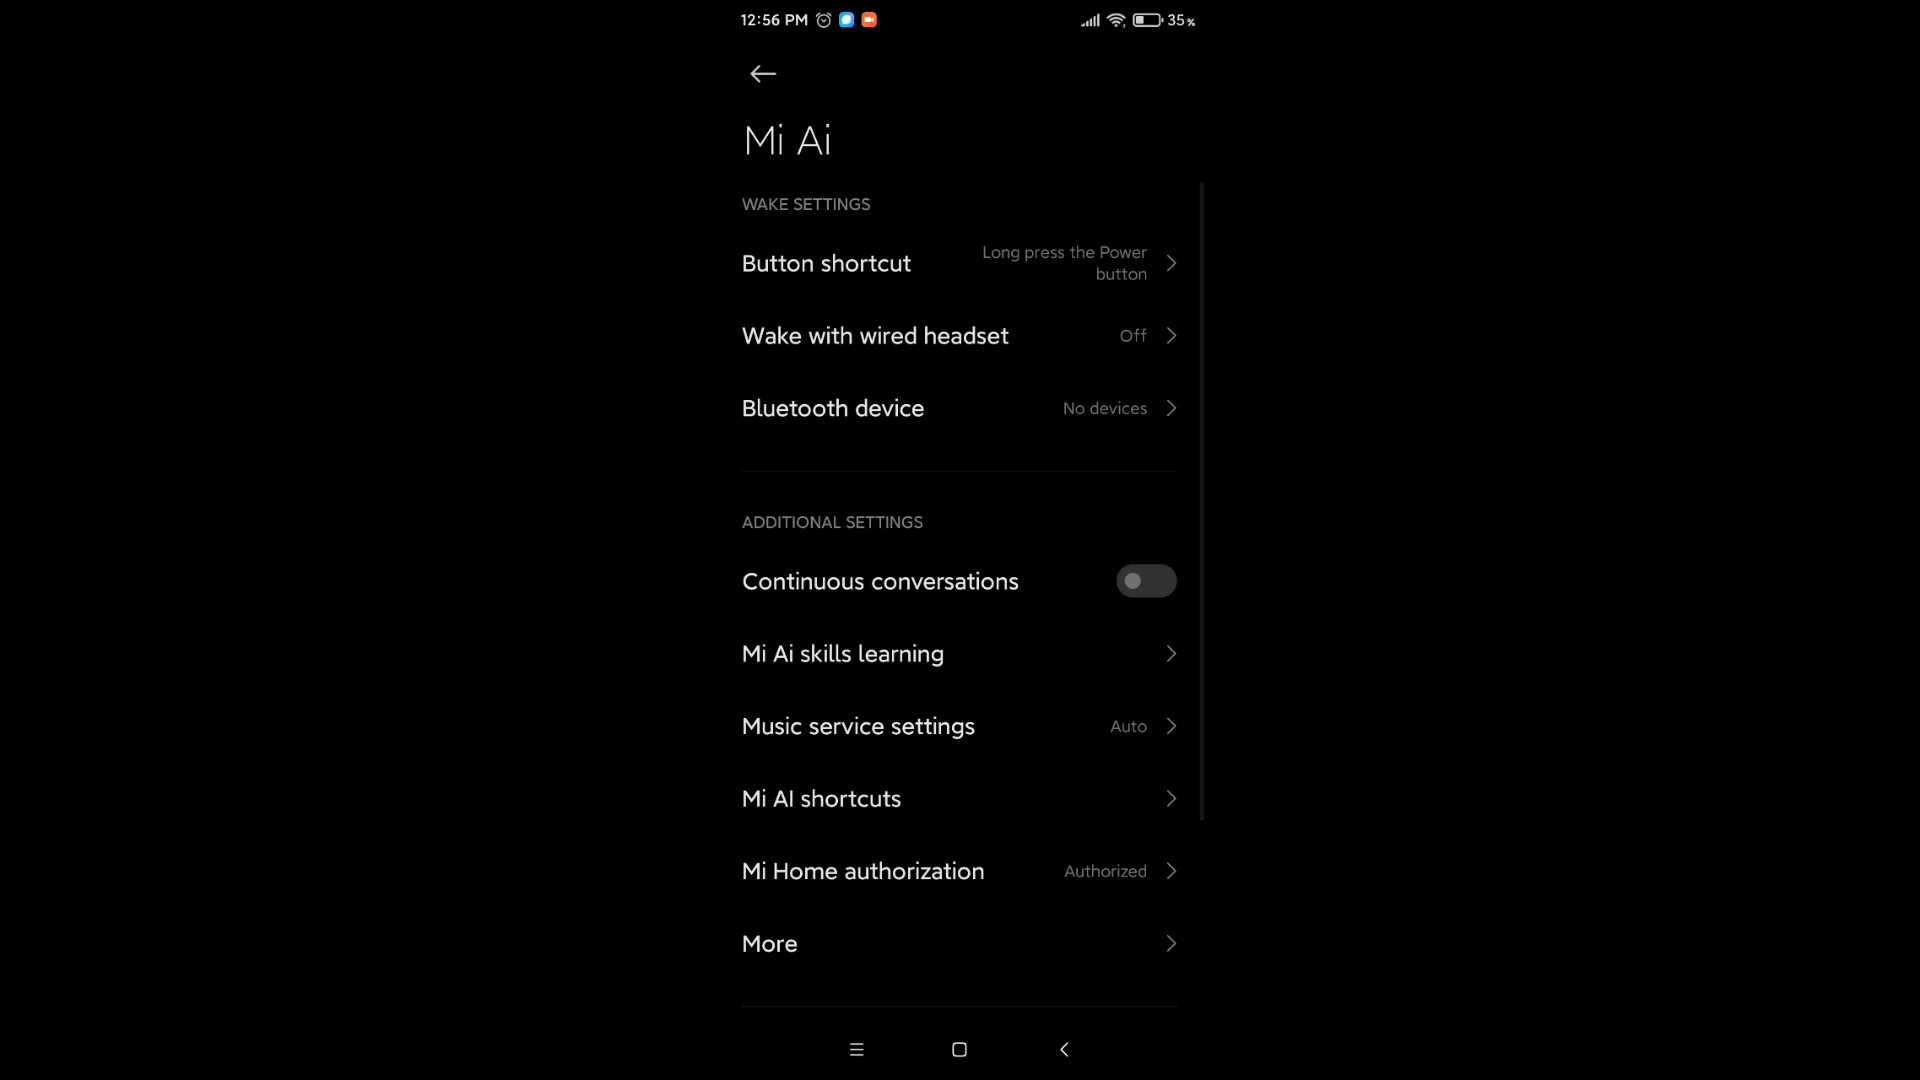 12:56 PM
35%
Mi Ai
WAKE SETTINGS
Button shortcut
Long press the Power
button
Wake with wired headset
Off
Bluetooth device
No devices
ADDITIONAL SETTINGS
Continuous conversations
Mi Ai skills learning
Music service settings
Auto
Mi AI shortcuts
Mi Home authorization
Authorized
More